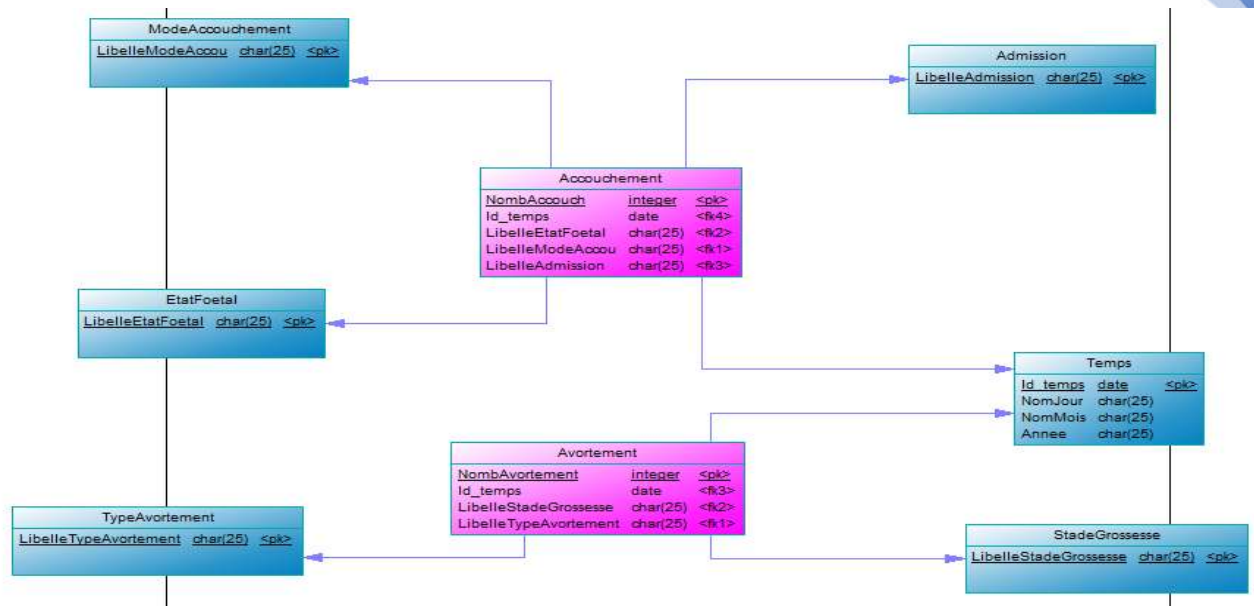 ModeAccouchement
LibelleModeAccou char(25) <pk>
Admission
LibelleAdmission char(25) <pk>
Accouchement
NombAccouch integer <pk>
Id_temps date <fk4>
LibelleEtatFoetal char(25) <fk2>
LibelleModeAccou char(25) <fk1>
LibelleAdmission char(25) <fk3>
EtatFoetal
LibelleEtatFoetal char(25) <pk>
Temps
Id_temps date <pk>
NomJour char(25)
NomMois char(25)
Annee char(25)
Avortement
NombAvortement integer <pk>
Id_temps date <fk3>
LibelleStadeGrossesse char(25) <fk2>
LibelleTypeAvortement char(25) <fk1>
TypeAvortement
LibelleTypeAvortement char(25) <pk>
StadeGrossesse
LibelleStadeGrossesse char(25) <pk>